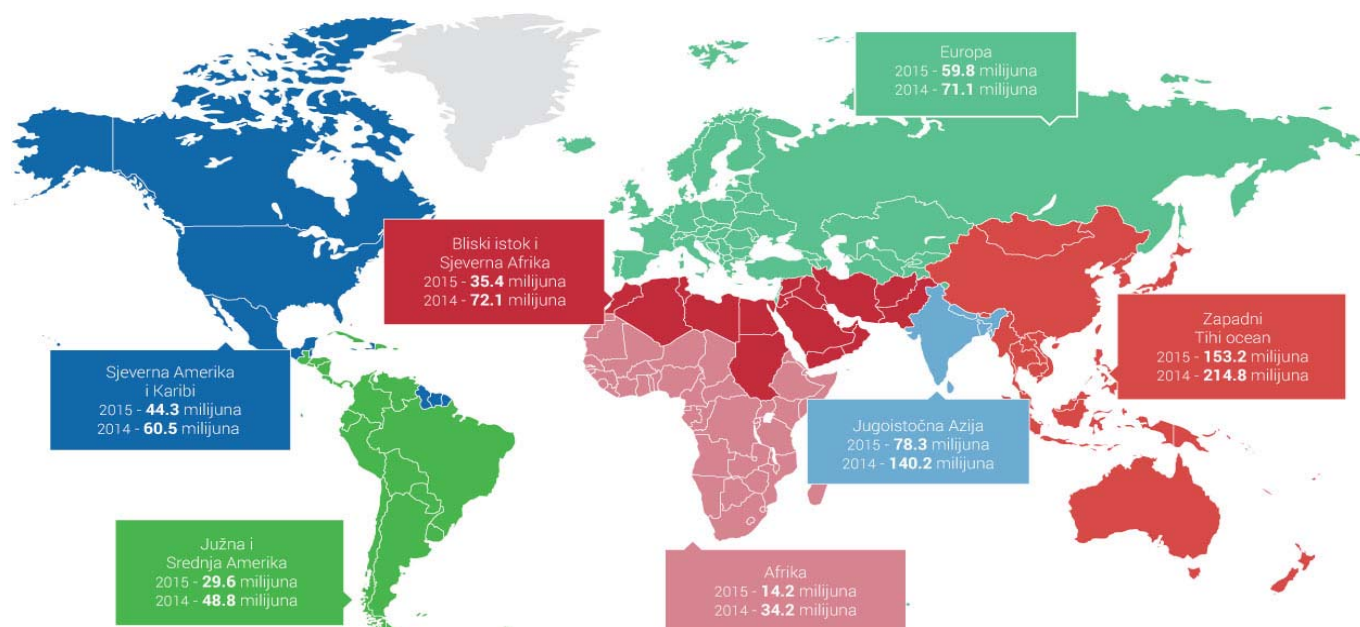 Europa
2015 - 59.8 milijuna
2014 - 71.1 milijuna
Bliski istok i
Sjeverna Afrika
2015 - 35.4 milijuna
2014 - 72.1 milijuna
Zapadni
Tihi ocean
2015 - 153.2 milijuna
2014 - 214.8 milijuna
Sjeverna Amerika
i Karibi
2015 - 44.3 milijuna
2014 - 60.5 milijuna
Jugoistočna Azija
2015 - 78.3 milijuna
2014 - 140.2 milijuna
Južna i
Srednja Amerika
2015 - 29.6 milijuna
2014 - 48.8 milijuna
Afrika
2015 - 14.2 milijuna
2014 - 34.2 milijuna